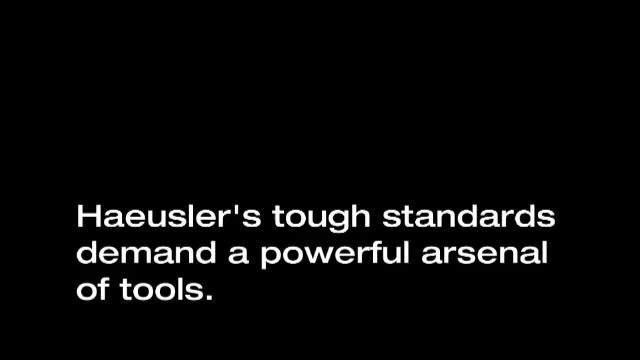 Haeusler's tough standards
demand a powerful arsenal
of tools.